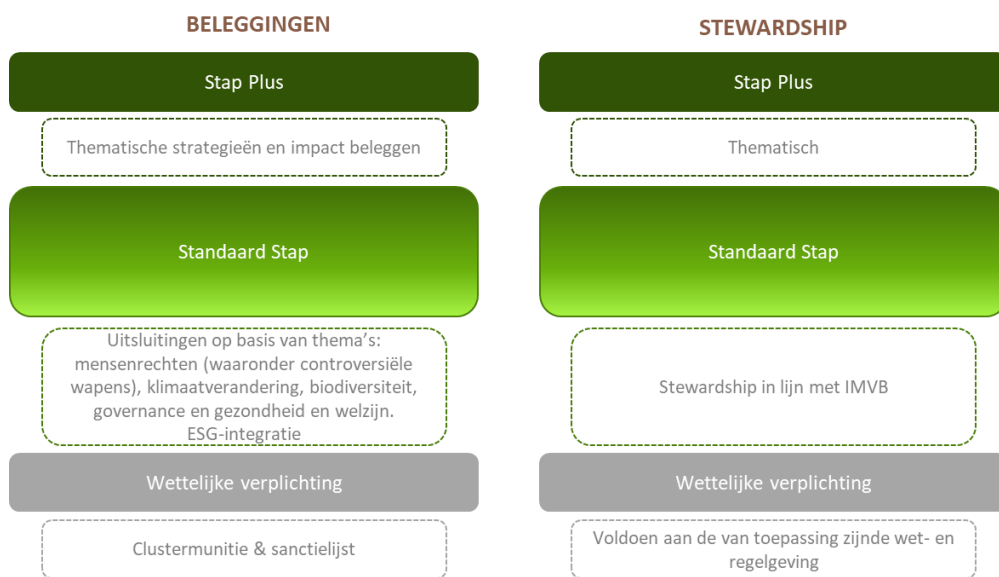 BELEGGINGEN
Stap Plus
Thematische strategieën en impact beleggen
Standaard Stap
Uitsluitingen op basis van thema’s:
mensenrechten (waaronder controversiële
wapens), klimaatverandering, biodiversiteit,
governance en gezondheid en welzijn.
ESG-integratie
Wettelijke verplichting
Clustermunitie & sanctielijst
STEWARDSHIP
Stap Plus
Thematisch
Standaard Stap
Stewardship in lijn met IMVB
Wettelijke verplichting
Voldoen aan de van toepassing zijnde wet- en
regelgeving